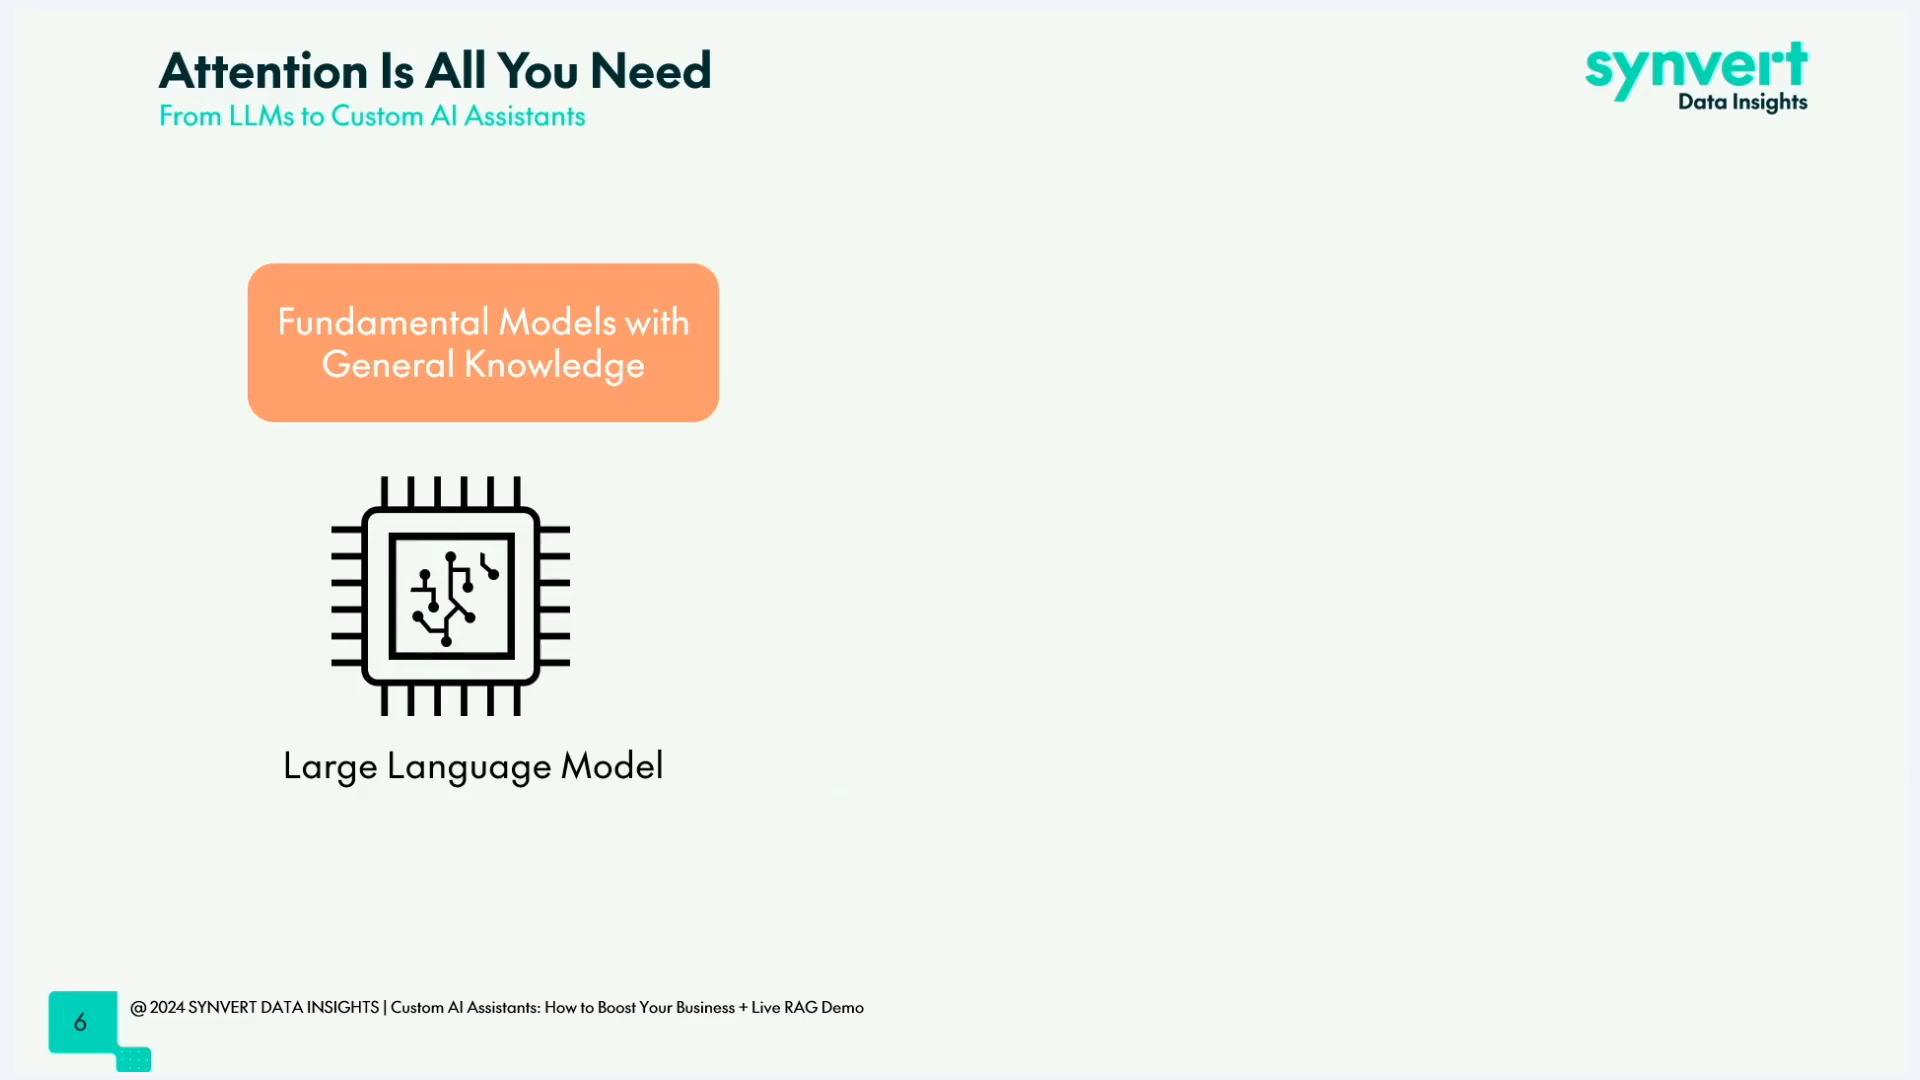 Attention Is All You Need
From LLMs to Custom AI Assistants
synvert
Data Insights
Fundamental Models with
General Knowledge
Large Language Model
6
@ 2024 SYNVERT DATA INSIGHTS | Custom AI Assistants: How to Boost Your Business + Live RAG Demo